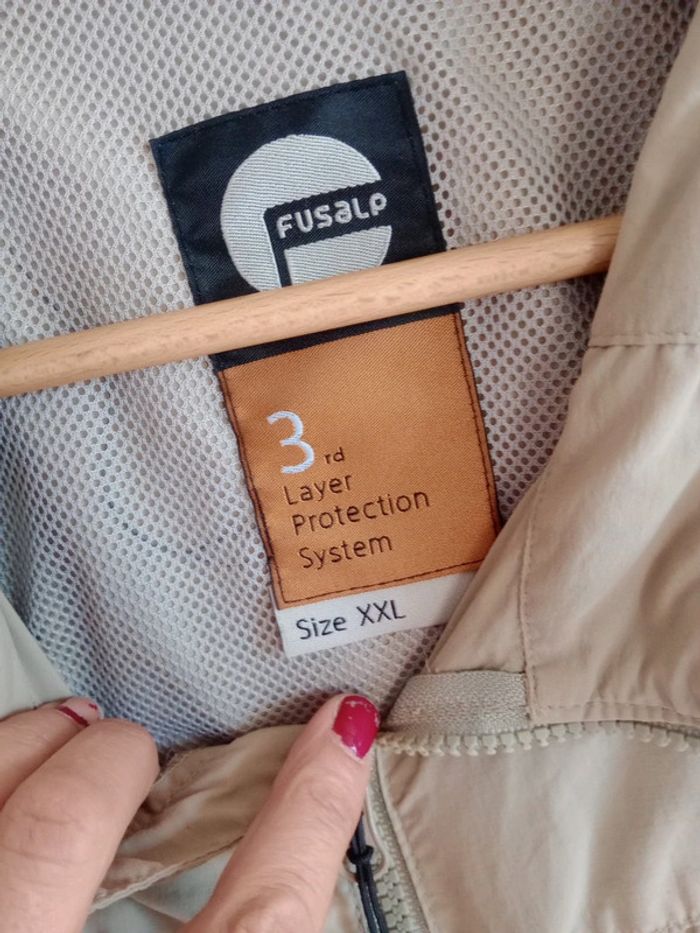 FUSALP
3rd
Layer
Protection
System
Size XXL